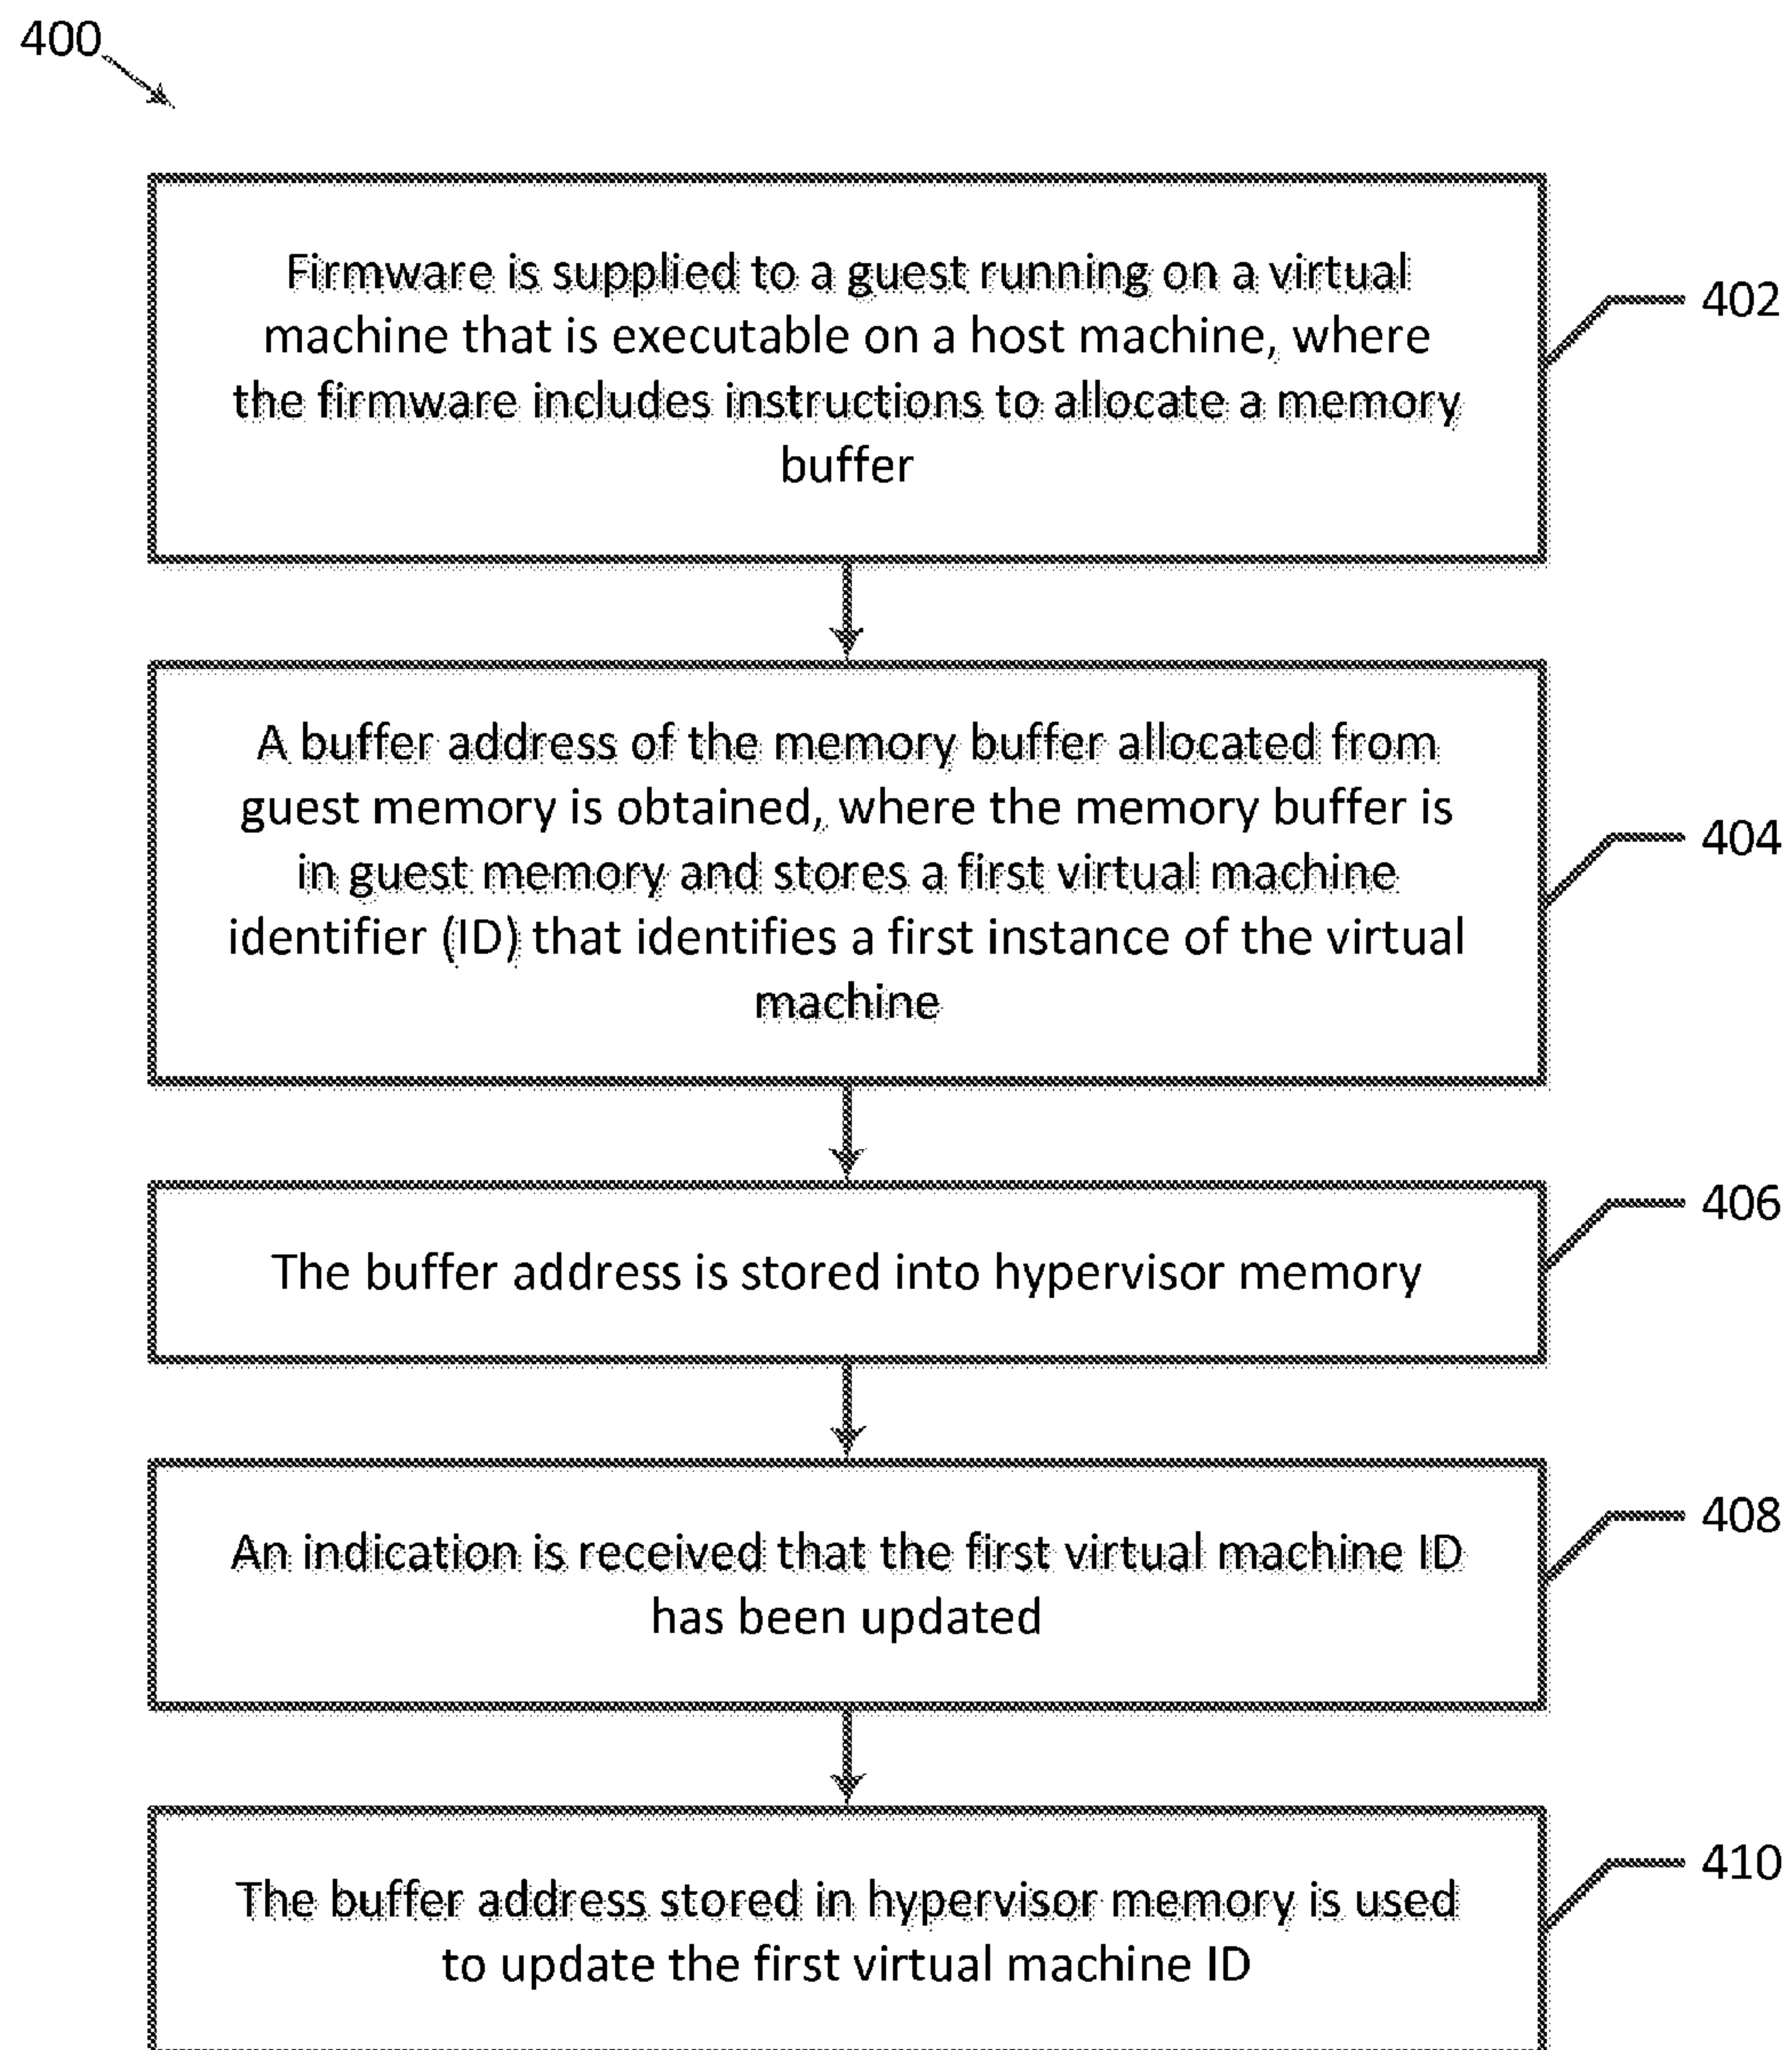 400
Firmware is supplied to a guest running on a virtual
machine that is executable on a host machine, where
the firmware includes instructions to allocate a memory
buffer
402
A buffer address of the memory buffer allocated from
guest memory is obtained, where the memory buffer is
in guest memory and stores a first virtual machine
identifier (ID) that identifies a first instance of the virtual
machine
404
The buffer address is stored into hypervisor memory
406
An indication is received that the first virtual machine ID
has been updated
408
The buffer address stored in hypervisor memory is used
to update the first virtual machine ID
410